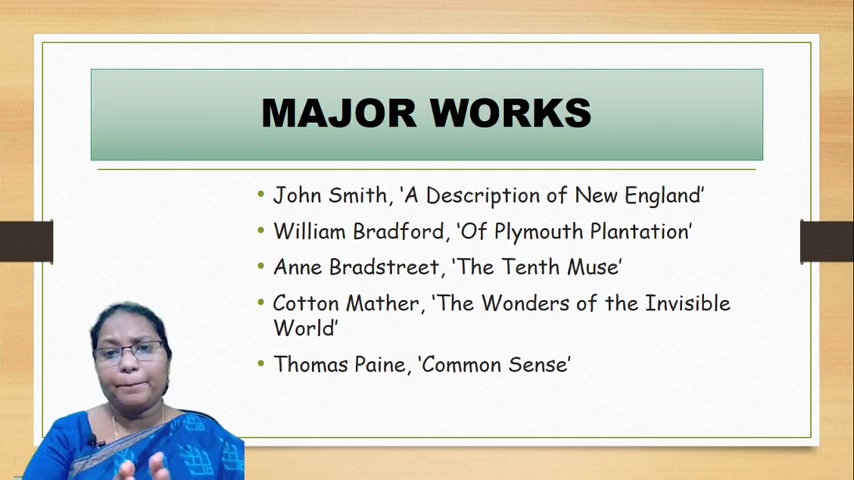 MAJOR WORKS
• John Smith, ‘A Description of New England’
• William Bradford, ‘Of Plymouth Plantation’
• Anne Bradstreet, ‘The Tenth Muse’
• Cotton Mather, ‘The Wonders of the Invisible
World’
• Thomas Paine, ‘Common Sense’